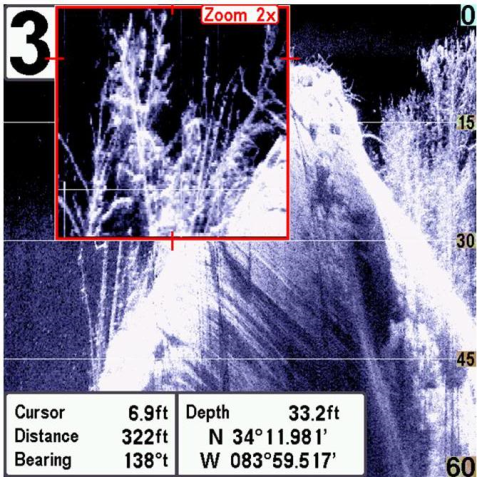 3
Zoom 2x
0
15
30
45
60
Cursor 6.9ft
Distance 322ft
Bearing 138°t
Depth 33.2ft
N 34°11.981'
W 083°59.517'